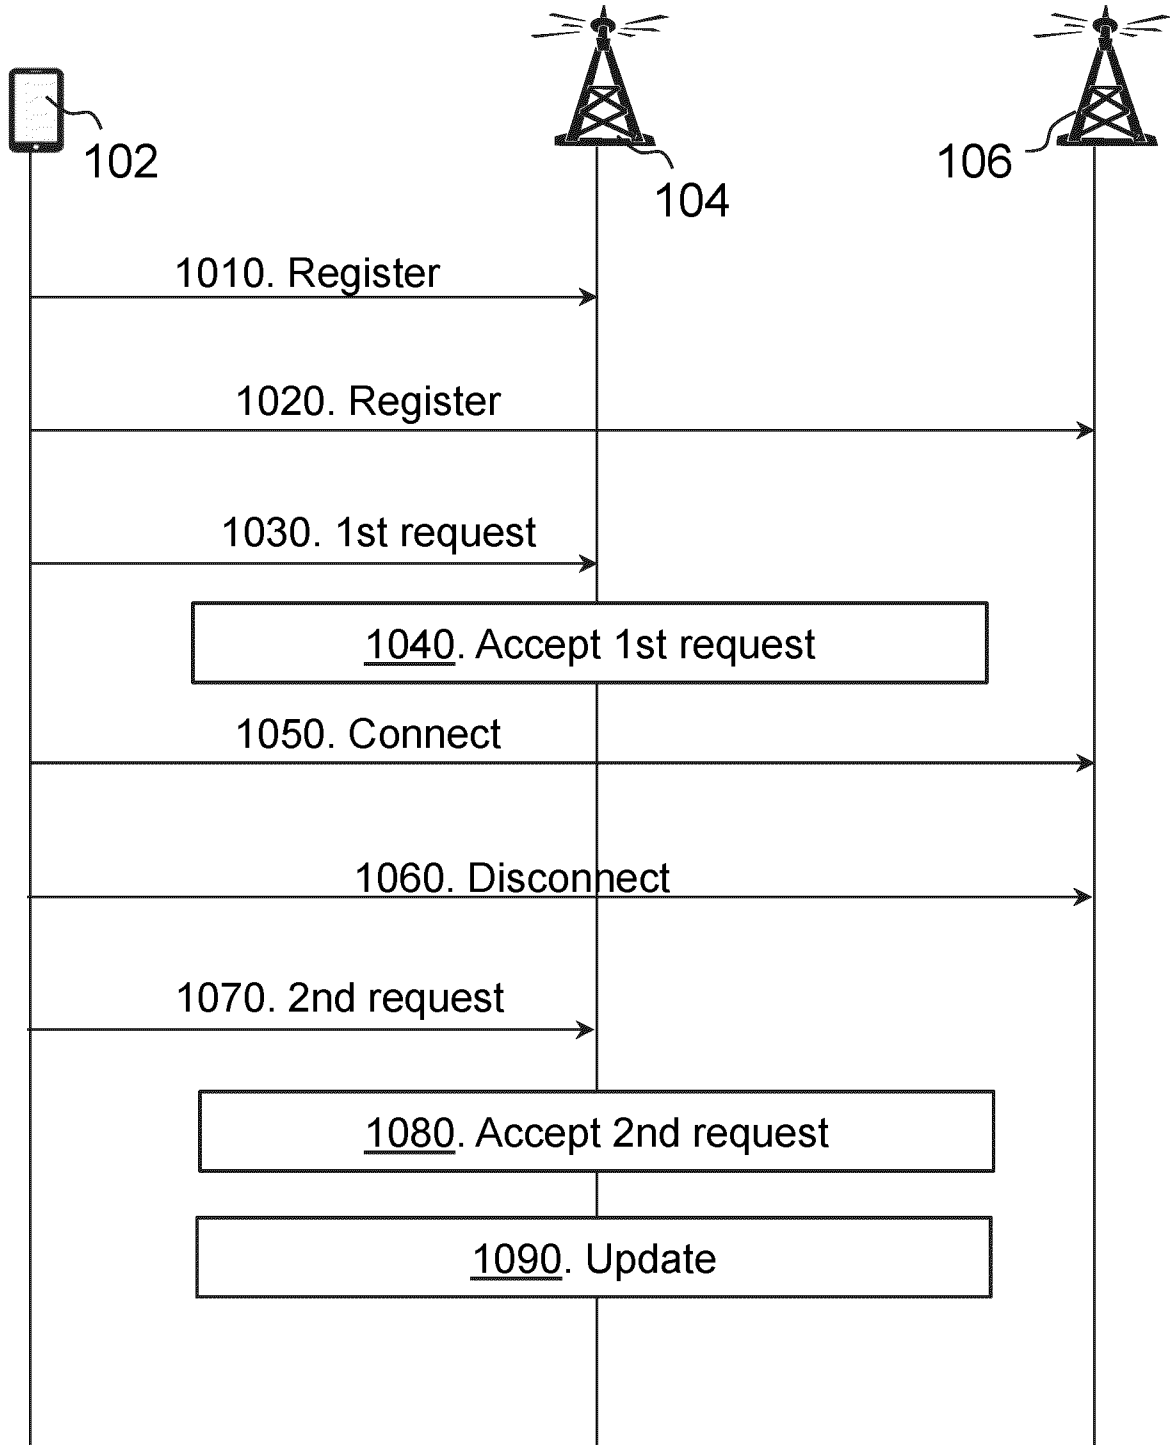 102
104
106
1010. Register
1020. Register
1030. 1st request
1040. Accept 1st request
1050. Connect
1060. Disconnect
1070. 2nd request
1080. Accept 2nd request
1090. Update